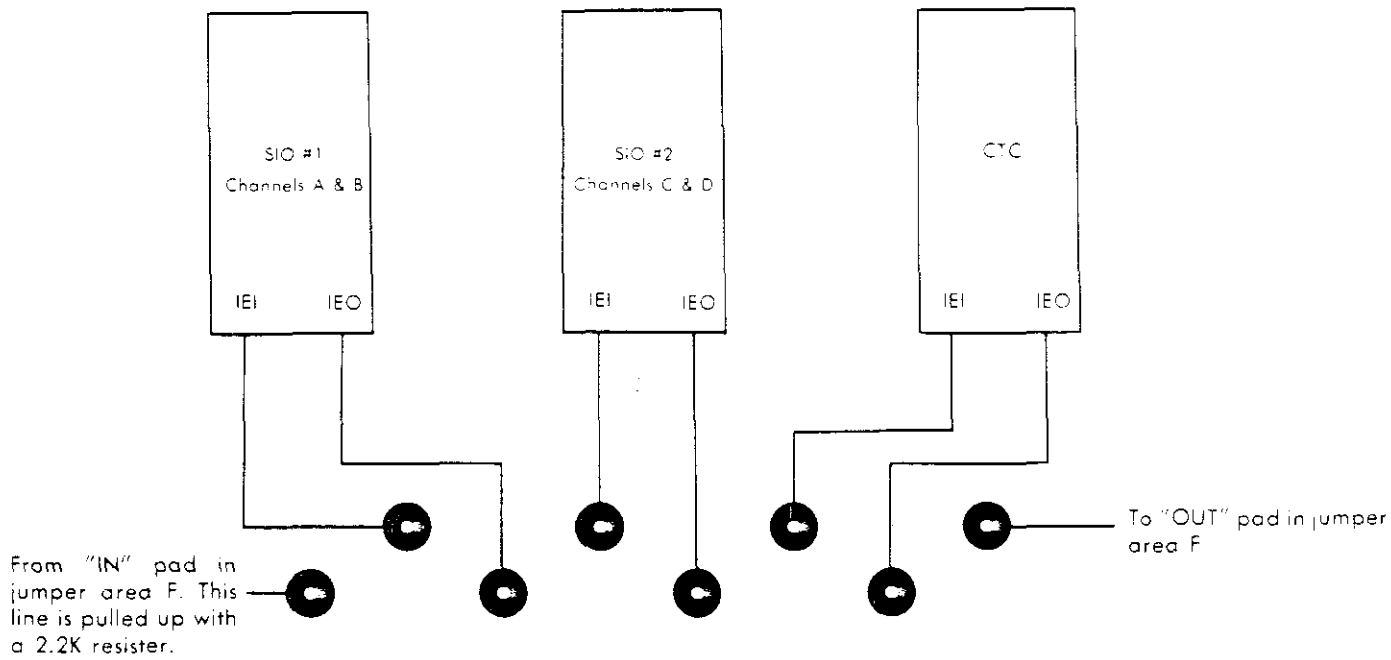 SIO #1
Channels A & B
IEI IEO
SIO #2
Channels C & D
IEI IEO
CTC
IEI IEO
To "OUT" pad in jumper
area F
From "IN" pad in
jumper area F. This
line is pulled up with
a 2.2K resister.